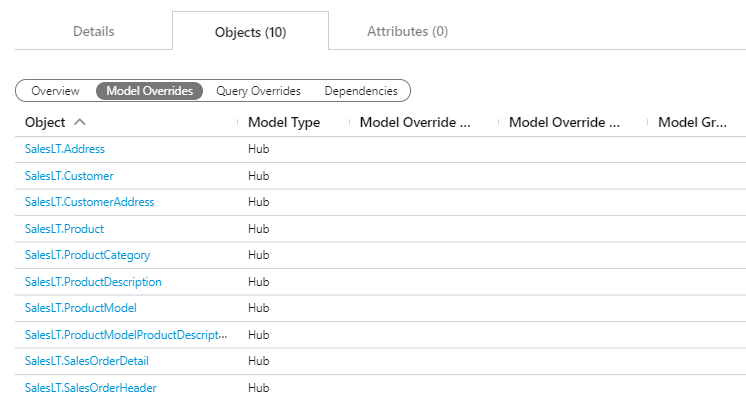 Details Objects (10) Attributes (0)
Overview Model Overrides Query Overrides Dependencies
Object Model Type Model Override ... Model Override ... Model Gr...
SalesLT.Address Hub
SalesLT.Customer Hub
SalesLT.CustomerAddress Hub
SalesLT.Product Hub
SalesLT.ProductCategory Hub
SalesLT.ProductDescription Hub
SalesLT.ProductModel Hub
SalesLT.ProductModelProductDescript... Hub
SalesLT.SalesOrderDetail Hub
SalesLT.SalesOrderHeader Hub